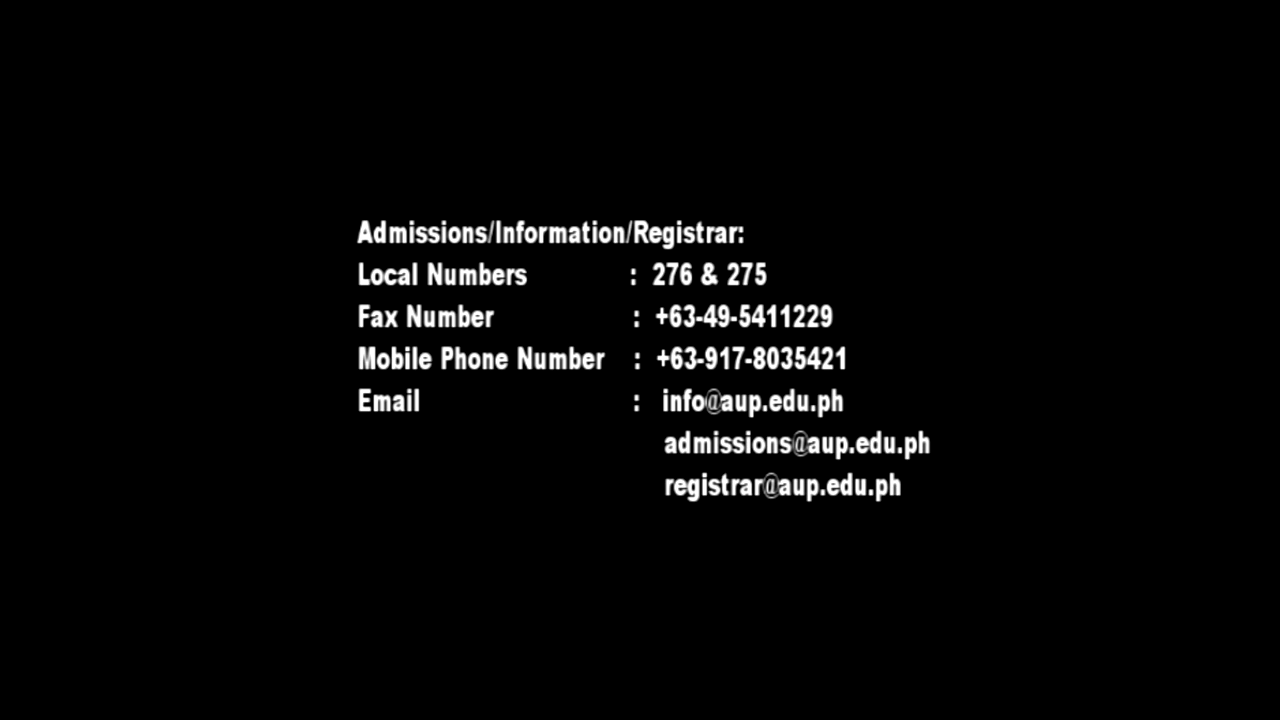 Admissions/Information/Registrar:
Local Numbers : 276 & 275
Fax Number : +63-49-5411229
Mobile Phone Number : +63-917-8035421
Email : info@aup.edu.ph
admissions@aup.edu.ph
registrar@aup.edu.ph